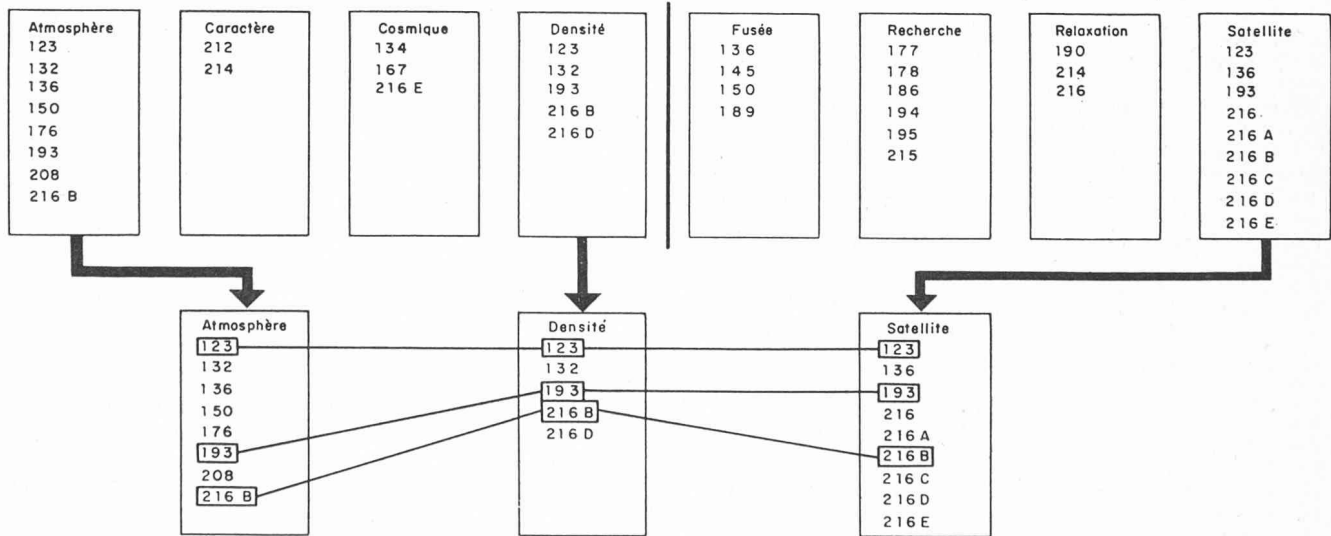 Atmosphère
123
132
136
150
176
193
208
216 B
Caractère
212
214
Cosmique
134
167
216 E
Densité
123
132
193
216 B
216 D
Fusée
136
145
150
189
Recherche
177
178
186
194
195
215
Relaxation
190
214
216
Satellite
123
136
193
216
216 A
216 B
216 C
216 D
216 E
Atmosphère
123
132
136
150
176
193
208
216 B
Densité
123
132
193
216 B
216 D
Satellite
123
136
193
216
216 A
216 B
216 C
216 D
216 E